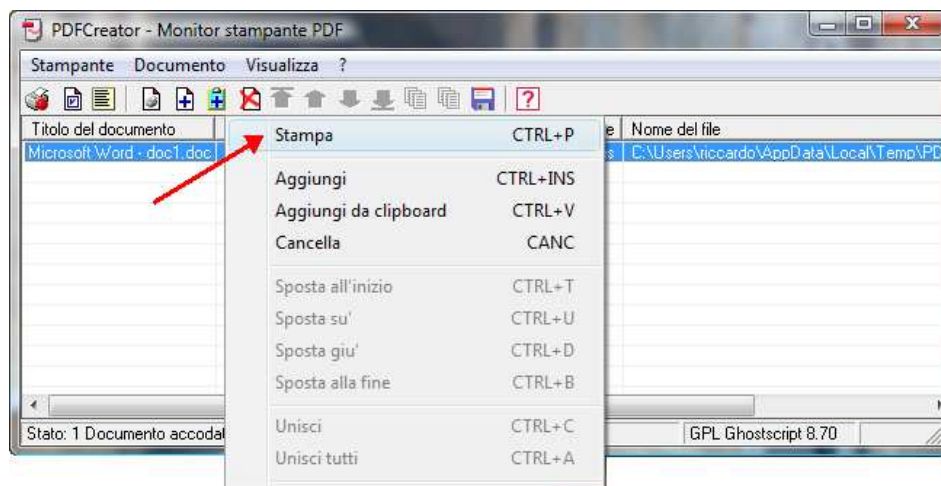 PDFCreator - Monitor stampante PDF
Stampante Documento Visualizza ?
Titolo del documento Nome del file
Microsoft Word - doc1.doc C:\Users\riccardo\AppData\Local\Temp\PD
Stampa CTRL+P
Aggiungi CTRL+INS
Aggiungi da clipboard CTRL+V
Cancella CANC
Sposta all'inizio CTRL+T
Sposta su' CTRL+U
Sposta giu' CTRL+D
Sposta alla fine CTRL+B
Unisci CTRL+C
Unisci tutti CTRL+A
Stato: 1 Documento accodat GPL Ghostscript 8.70